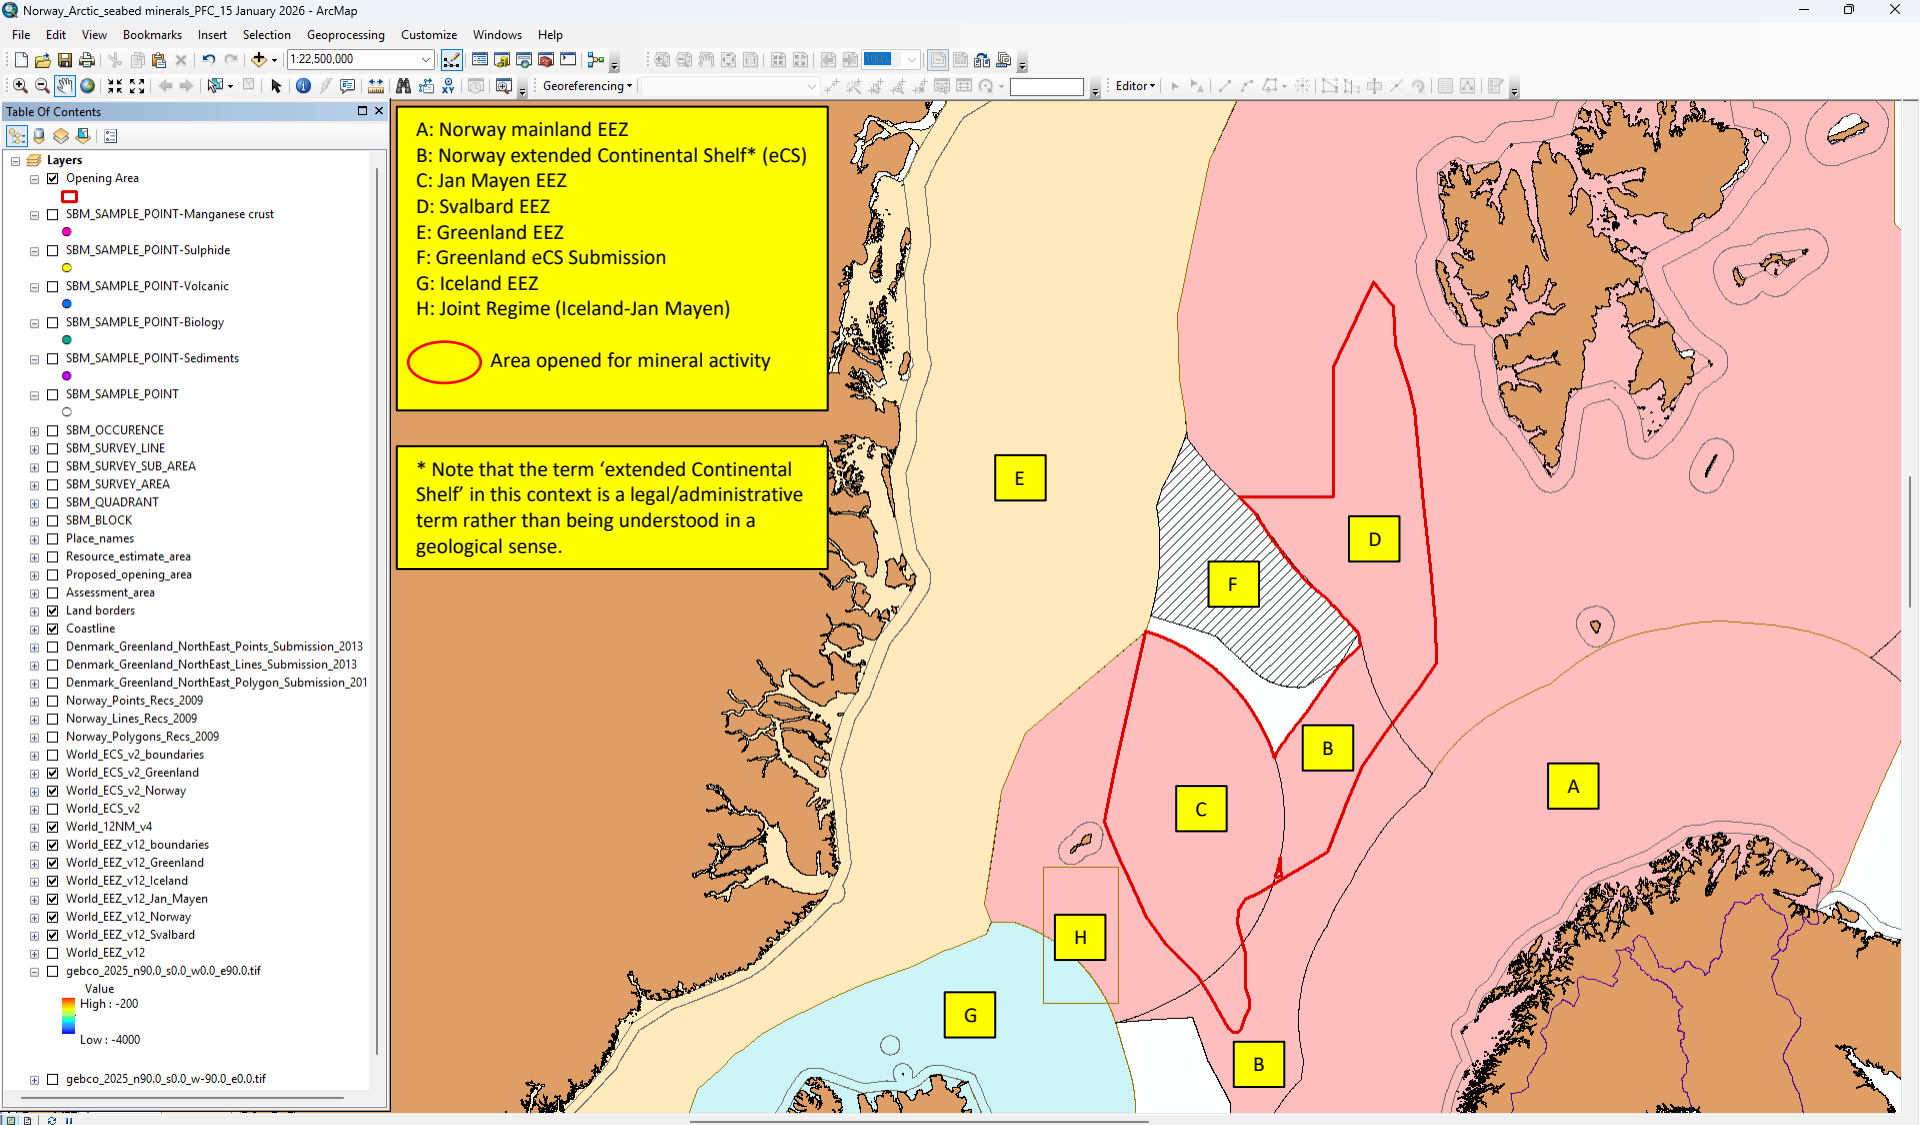 Norway_Arctic_seabed minerals_PFC_15 January 2026 - ArcMap
File Edit View Bookmarks Insert Selection Geoprocessing Customize Windows Help
1:22,500,000
100%
Georeferencing
Editor
Table Of Contents
Layers
Opening Area
SBM_SAMPLE_POINT-Manganese crust
SBM_SAMPLE_POINT-Sulphide
SBM_SAMPLE_POINT-Volcanic
SBM_SAMPLE_POINT-Biology
SBM_SAMPLE_POINT-Sediments
SBM_SAMPLE_POINT
SBM_OCCURENCE
SBM_SURVEY_LINE
SBM_SURVEY_SUB_AREA
SBM_SURVEY_AREA
SBM_QUADRANT
SBM_BLOCK
Place_names
Resource_estimate_area
Proposed_opening_area
Assessment_area
Land borders
Coastline
Denmark_Greenland_NorthEast_Points_Submission_2013
Denmark_Greenland_NorthEast_Lines_Submission_2013
Denmark_Greenland_NorthEast_Polygon_Submission_201
Norway_Points_Recs_2009
Norway_Lines_Recs_2009
Norway_Polygons_Recs_2009
World_ECS_v2_boundaries
World_ECS_v2_Greenland
World_ECS_v2_Norway
World_ECS_v2
World_12NM_v4
World_EEZ_v12_boundaries
World_EEZ_v12_Greenland
World_EEZ_v12_Iceland
World_EEZ_v12_Jan_Mayen
World_EEZ_v12_Norway
World_EEZ_v12_Svalbard
World_EEZ_v12
gebco_2025_n90.0_s0.0_w0.0_e90.0.tif
Value
High : -200
Low : -4000
gebco_2025_n90.0_s0.0_w-90.0_e0.0.tif
A: Norway mainland EEZ
B: Norway extended Continental Shelf* (eCS)
C: Jan Mayen EEZ
D: Svalbard EEZ
E: Greenland EEZ
F: Greenland eCS Submission
G: Iceland EEZ
H: Joint Regime (Iceland-Jan Mayen)
Area opened for mineral activity
* Note that the term ‘extended Continental
Shelf’ in this context is a legal/administrative
term rather than being understood in a
geological sense.
E
D
F
B
A
C
H
G
B